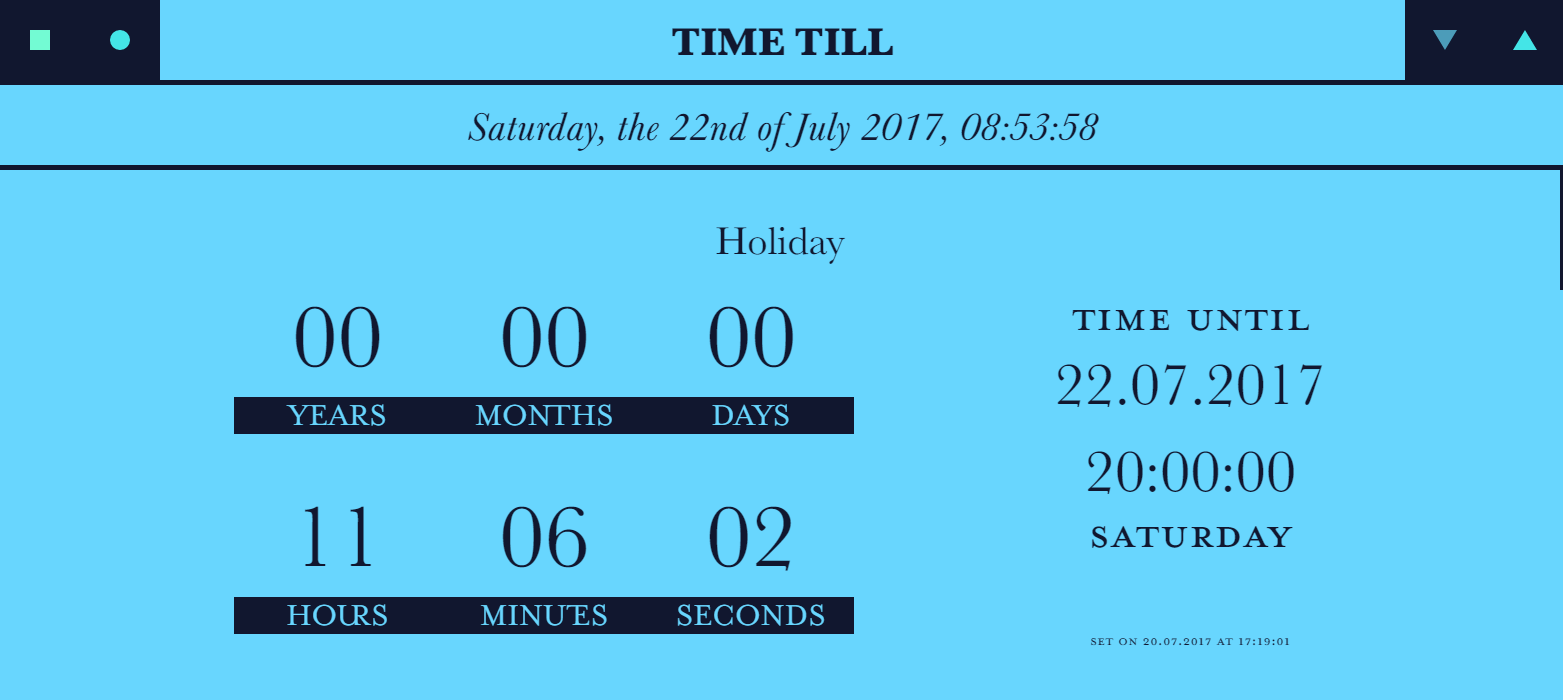 TIME TILL
Saturday, the 22nd of July 2017, 08:53:58
Holiday
00 00 00
YEARS MONTHS DAYS
11 06 02
HOURS MINUTES SECONDS
TIME UNTIL
22.07.2017
20:00:00
SATURDAY
SET ON 20.07.2017 AT 17:19:01